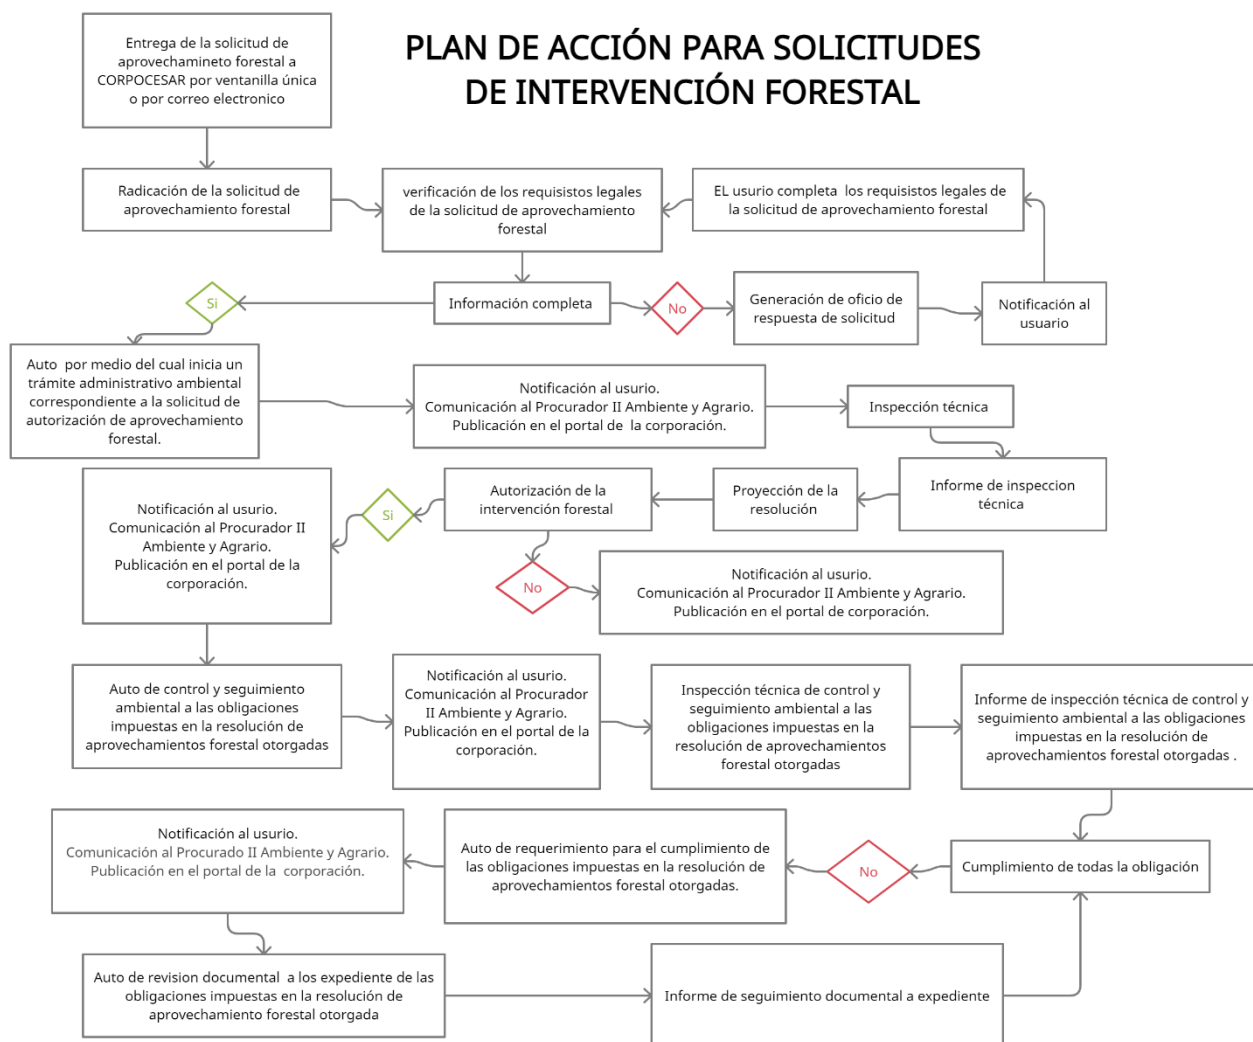 PLAN DE ACCIÓN PARA SOLICITUDES
DE INTERVENCIÓN FORESTAL
Entrega de la solicitud de
aprovechamineto forestal a
CORPOCESAR por ventanilla única
o por correo electronico
Radicación de la solicitud de
aprovechamiento forestal
verificación de los requisistos legales
de la solicitud de aprovechamiento
forestal
EL usurio completa los requisistos legales de
la solicitud de aprovechamiento forestal
Si
Información completa
No
Generación de oficio de
respuesta de solicitud
Notificación al
usuario
Auto por medio del cual inicia un
trámite administrativo ambiental
correspondiente a la solicitud de
autorización de aprovechamiento
forestal.
Notificación al usurio.
Comunicación al Procurador II Ambiente y Agrario.
Publicación en el portal de la corporación.
Inspección técnica
Informe de inspeccion
técnica
Proyección de la
resolución
Autorización de la
intervención forestal
Si
Notificación al usurio.
Comunicación al Procurador II
Ambiente y Agrario.
Publicación en el portal de la
corporación.
No
Notificación al usurio.
Comunicación al Procurador II Ambiente y Agrario.
Publicación en el portal de corporación.
Auto de control y seguimiento
ambiental a las obligaciones
impuestas en la resolución de
aprovechamientos forestal otorgadas
Notificación al usurio.
Comunicación al Procurador
II Ambiente y Agrario.
Publicación en el portal de la
corporación.
Inspección técnica de control y
seguimiento ambiental a las
obligaciones impuestas en la
resolución de aprovechamientos
forestal otorgadas
Informe de inspección técnica de control y
seguimiento ambiental a las obligaciones
impuestas en la resolución de
aprovechamientos forestal otorgadas .
Cumplimiento de todas la obligación
No
Auto de requerimiento para el cumplimiento de
las obligaciones impuestas en la resolución de
aprovechamientos forestal otorgadas.
Notificación al usurio.
Comunicación al Procurado II Ambiente y Agrario.
Publicación en el portal de la corporación.
Auto de revision documental a los expediente de las
obligaciones impuestas en la resolución de
aprovechamiento forestal otorgada
Informe de seguimiento documental a expediente